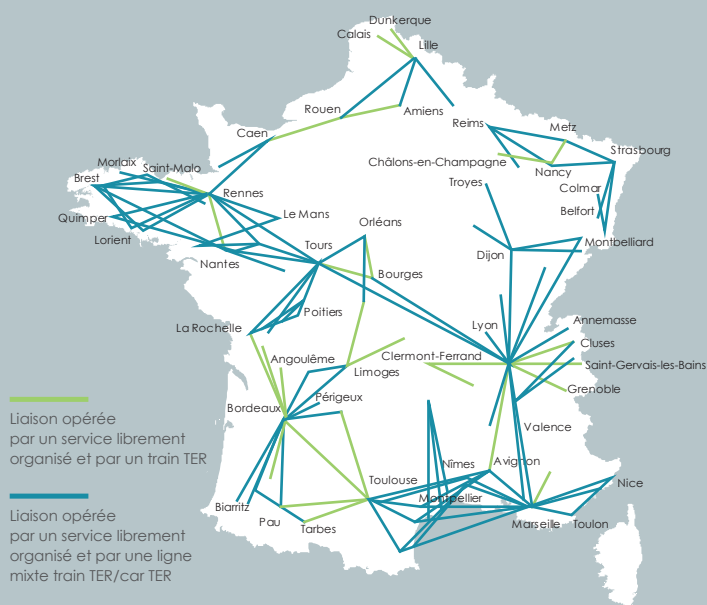 Dunkerque
Calais
Lille
Rouen
Amiens
Caen
Reims
Metz
Strasbourg
Châlons-en-Champagne
Nancy
Morlaix
Saint-Malo
Brest
Rennes
Troyes
Colmar
Quimper
Le Mans
Belfort
Lorient
Orléans
Tours
Dijon
Montbelliard
Nantes
Bourges
Poitiers
La Rochelle
Lyon
Annemasse
Cluses
Angoulême
Clermont-Ferrand
Saint-Gervais-les-Bains
Limoges
Grenoble
Périgueux
Bordeaux
Valence
Nîmes
Avignon
Toulouse
Nice
Montpellier
Biarritz
Pau
Tarbes
Marseille
Toulon
Liaison opérée
par un service librement
organisé et par un train TER
Liaison opérée
par un service librement
organisé et par une ligne
mixte train TER/car TER